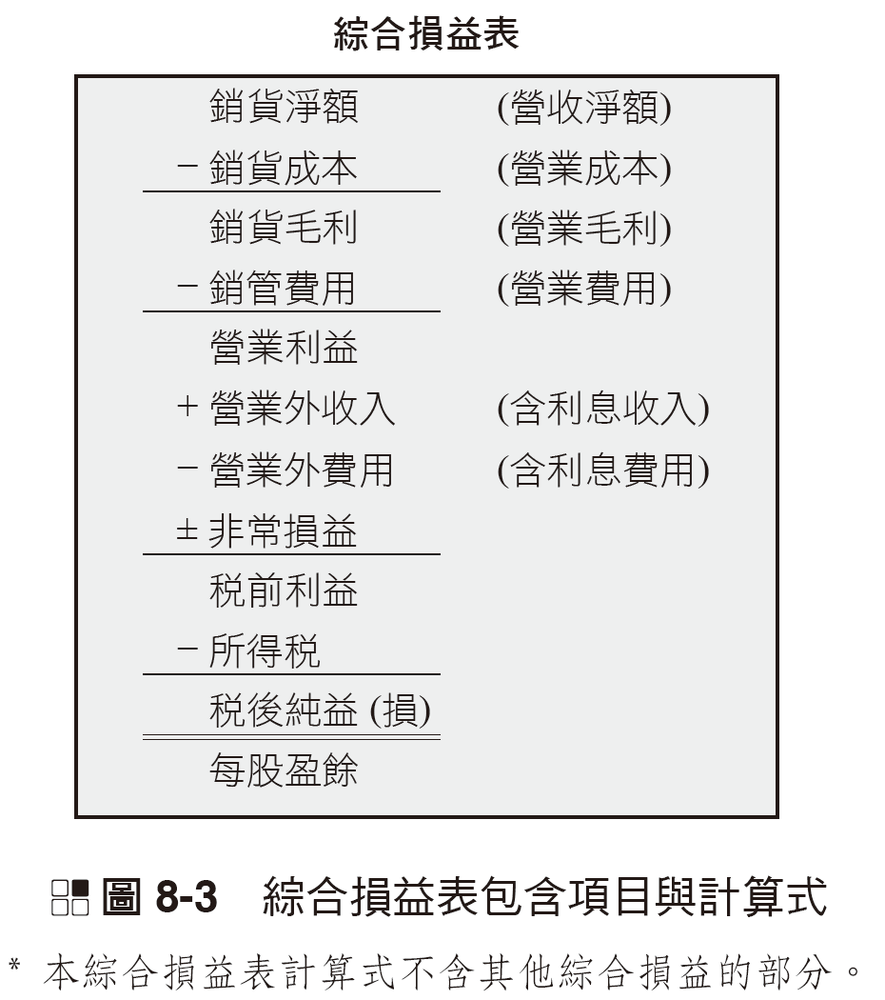 綜合損益表
銷貨淨額 (營收淨額)
− 銷貨成本 (營業成本)
銷貨毛利 (營業毛利)
− 銷管費用 (營業費用)
營業利益
+ 營業外收入 (含利息收入)
− 營業外費用 (含利息費用)
± 非常損益
稅前利益
− 所得稅
稅後純益 (損)
每股盈餘
圖 8-3 綜合損益表包含項目與計算式
* 本綜合損益表計算式不含其他綜合損益的部分。